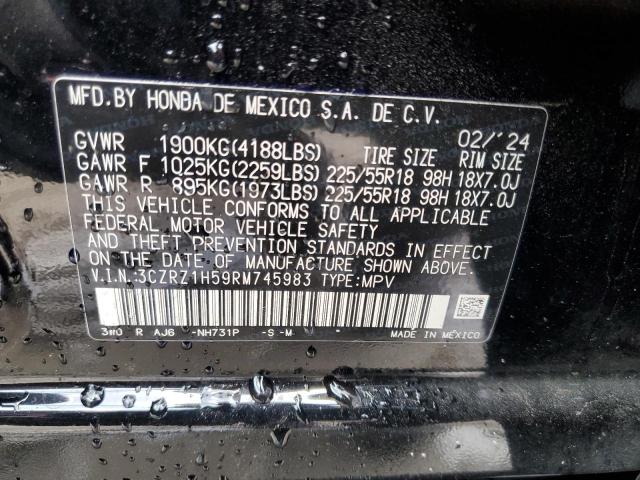 MFD.BY HONDA DE MEXICO S.A. DE C.V.
02/'24
GVWR 1900KG(4188LBS) TIRE SIZE RIM SIZE
GAWR F 1025KG(2259LBS) 225/55R18 98H 18X7.0J
GAWR R 895KG(1973LBS) 225/55R18 98H 18X7.0J
THIS VEHICLE CONFORMS TO ALL APPLICABLE
FEDERAL MOTOR VEHICLE SAFETY
AND THEFT PREVENTION STANDARDS IN EFFECT
ON THE DATE OF MANUFACTURE SHOWN ABOVE.
V.I.N.:3CZRZ1H59RM745983 TYPE:MPV
3m0 R AJ6 -NH731P -S -M MADE IN MEXICO